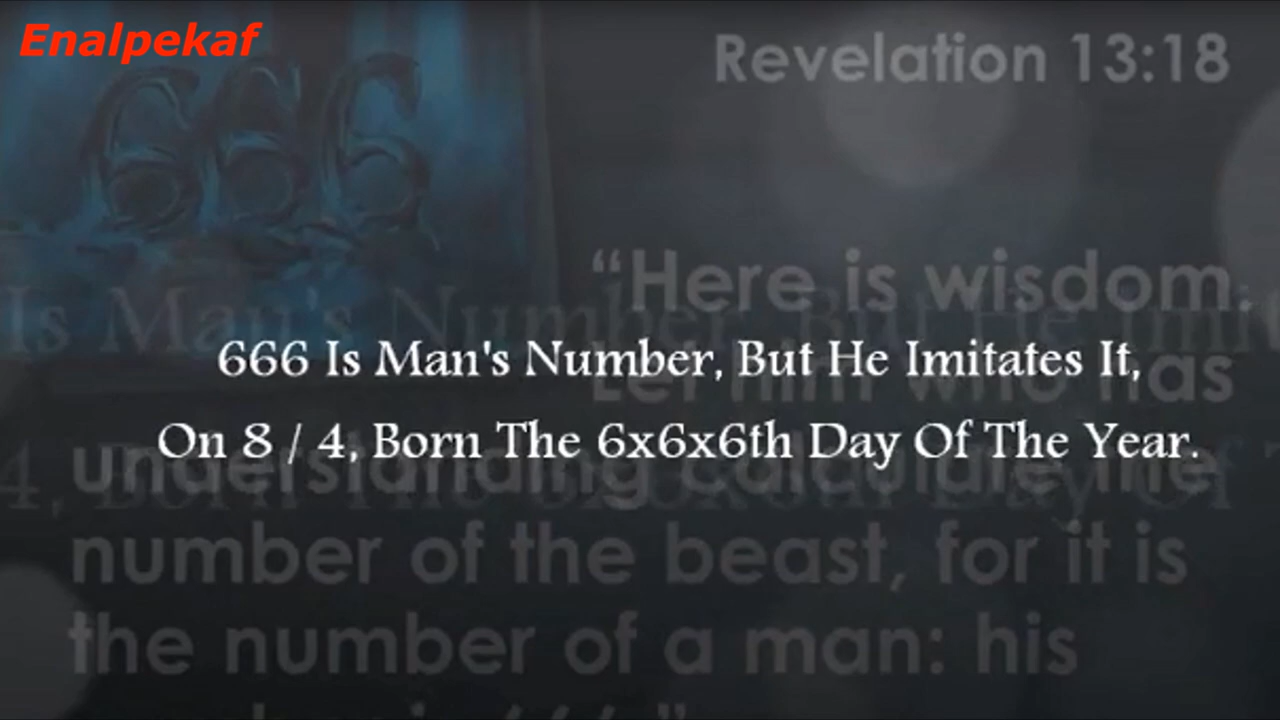 Enalpekaf
666
Revelation 13:18
“Here is wisdom.
Let him who has
666 Is Man's Number, But He Imitates It,
On 8 / 4, Born The 6x6x6th Day Of The Year.
understanding calculate the
number of the beast, for it is
the number of a man: his